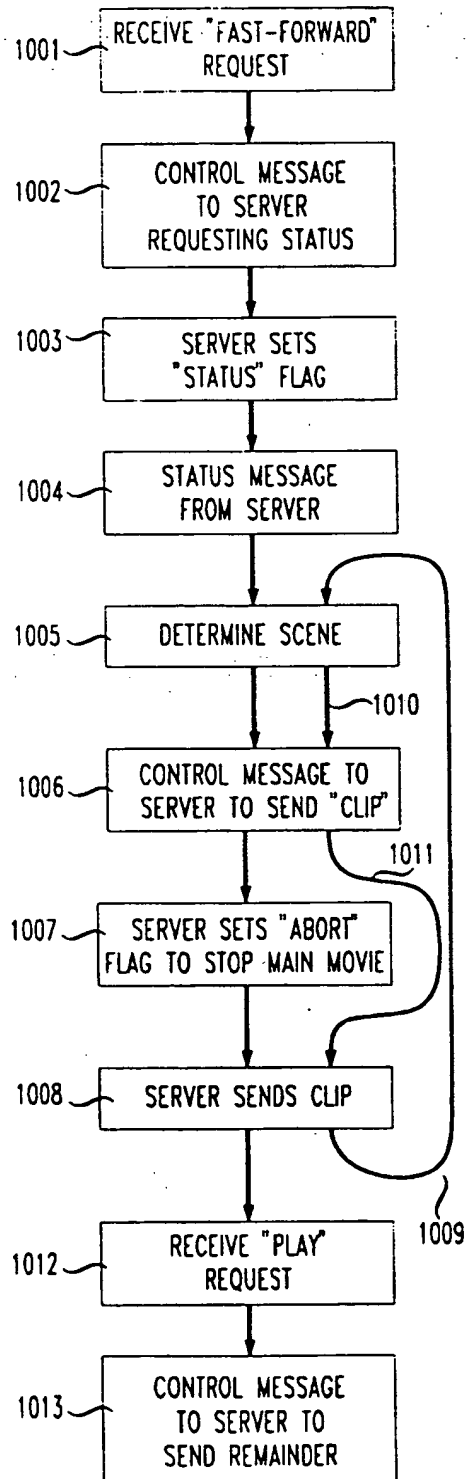 1001
RECEIVE "FAST-FORWARD"
REQUEST
1002
CONTROL MESSAGE
TO SERVER
REQUESTING STATUS
1003
SERVER SETS
"STATUS" FLAG
1004
STATUS MESSAGE
FROM SERVER
1005
DETERMINE SCENE
1010
1006
CONTROL MESSAGE TO
SERVER TO SEND "CLIP"
1011
1007
SERVER SETS "ABORT"
FLAG TO STOP MAIN MOVIE
1008
SERVER SENDS CLIP
1009
1012
RECEIVE "PLAY"
REQUEST
1013
CONTROL MESSAGE
TO SERVER TO
SEND REMAINDER